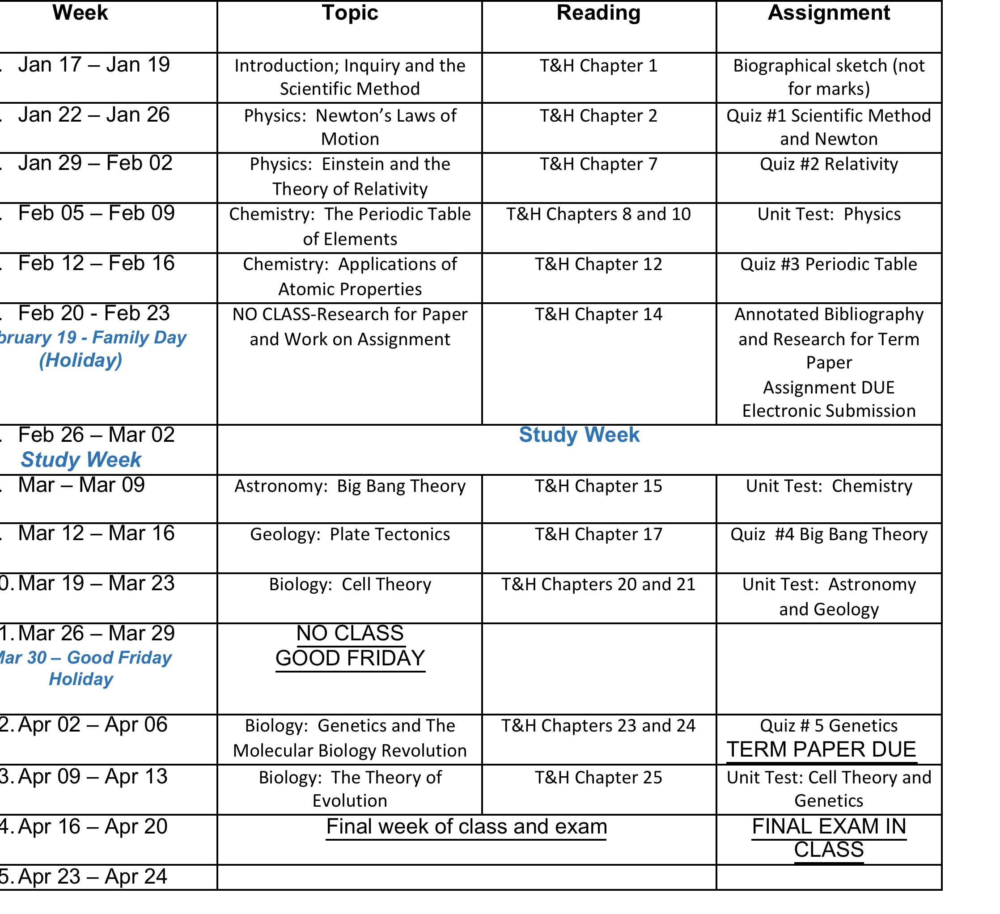 Week Topic Reading Assignment
. Jan 17 – Jan 19 Introduction; Inquiry and the T&H Chapter 1 Biographical sketch (not
Scientific Method for marks)
. Jan 22 – Jan 26 Physics: Newton’s Laws of T&H Chapter 2 Quiz #1 Scientific Method
Motion and Newton
. Jan 29 – Feb 02 Physics: Einstein and the T&H Chapter 7 Quiz #2 Relativity
Theory of Relativity
. Feb 05 – Feb 09 Chemistry: The Periodic Table T&H Chapters 8 and 10 Unit Test: Physics
of Elements
. Feb 12 – Feb 16 Chemistry: Applications of T&H Chapter 12 Quiz #3 Periodic Table
Atomic Properties
. Feb 20 - Feb 23 NO CLASS-Research for Paper T&H Chapter 14 Annotated Bibliography
bruary 19 - Family Day and Work on Assignment and Research for Term
(Holiday) Paper
Assignment DUE
Electronic Submission
. Feb 26 – Mar 02 Study Week
Study Week
. Mar – Mar 09 Astronomy: Big Bang Theory T&H Chapter 15 Unit Test: Chemistry
. Mar 12 – Mar 16 Geology: Plate Tectonics T&H Chapter 17 Quiz #4 Big Bang Theory
0. Mar 19 – Mar 23 Biology: Cell Theory T&H Chapters 20 and 21 Unit Test: Astronomy
and Geology
1. Mar 26 – Mar 29 NO CLASS
Mar 30 – Good Friday GOOD FRIDAY
Holiday
2. Apr 02 – Apr 06 Biology: Genetics and The T&H Chapters 23 and 24 Quiz # 5 Genetics
Molecular Biology Revolution TERM PAPER DUE
3. Apr 09 – Apr 13 Biology: The Theory of T&H Chapter 25 Unit Test: Cell Theory and
Evolution Genetics
4. Apr 16 – Apr 20 Final week of class and exam FINAL EXAM IN
CLASS
5. Apr 23 – Apr 24